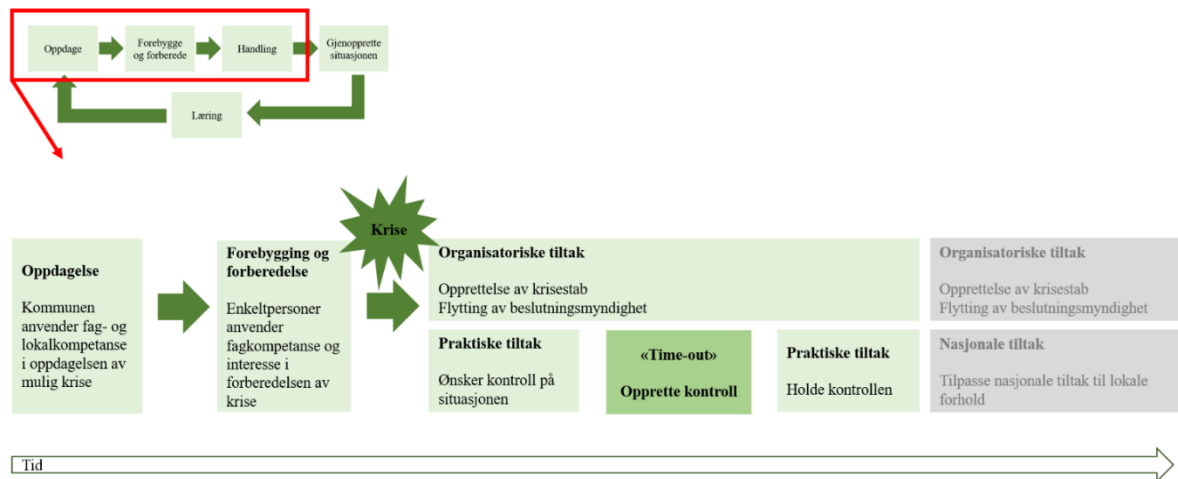 Oppdage
Forebygge
og forberede
Handling
Gjenopprette
situasjonen
Læring
Krise
Oppdagelse
Kommunen
anvender fag- og
lokalkompetanse
i oppdagelsen av
mulig krise
Forebygging og
forberedelse
Enkeltpersoner
anvender
fagkompetanse og
interesse i
forberedelsen av
krise
Organisatoriske tiltak
Opprettelse av krisestab
Flytting av beslutningsmyndighet
Praktiske tiltak
Ønsker kontroll på
situasjonen
«Time-out»
Opprette kontroll
Praktiske tiltak
Holde kontrollen
Organisatoriske tiltak
Opprettelse av krisestab
Flytting av beslutningsmyndighet
Nasjonale tiltak
Tilpasse nasjonale tiltak til lokale
forhold
Tid